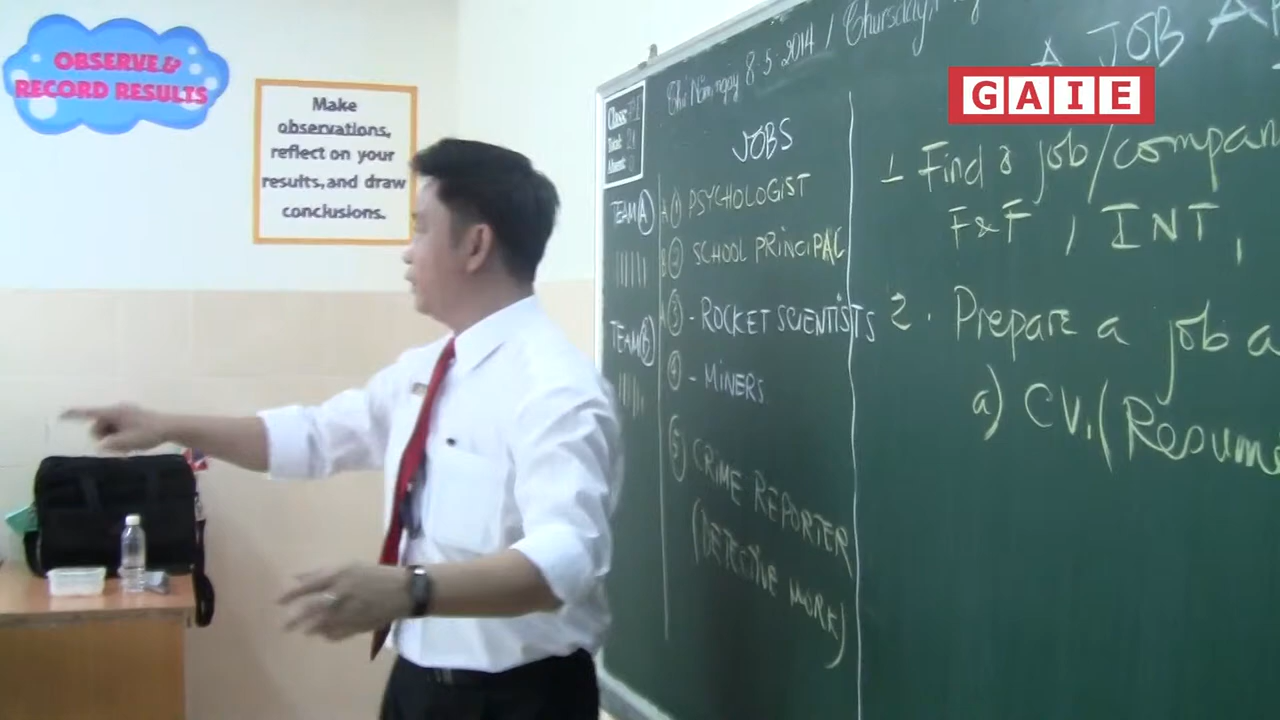 OBSERVE &
RECORD RESULTS
Make
observations,
reflect on your
results, and draw
conclusions.
GAIE
Thứ Năm, ngày 8.5.2014 / Thursday,
A JOB
Class:
Total:
Absent:
TEAM A
TEAM B
JOBS
A ① PSYCHOLOGIST
B ② SCHOOL PRINCIPAL
A ③ - ROCKET SCIENTISTS
④ - MINERS
⑤ CRIME REPORTER
(DETECTIVE WORK)
1. Find a job/compan
F&F, INT,
2. Prepare a job a
a) CV, (Resume